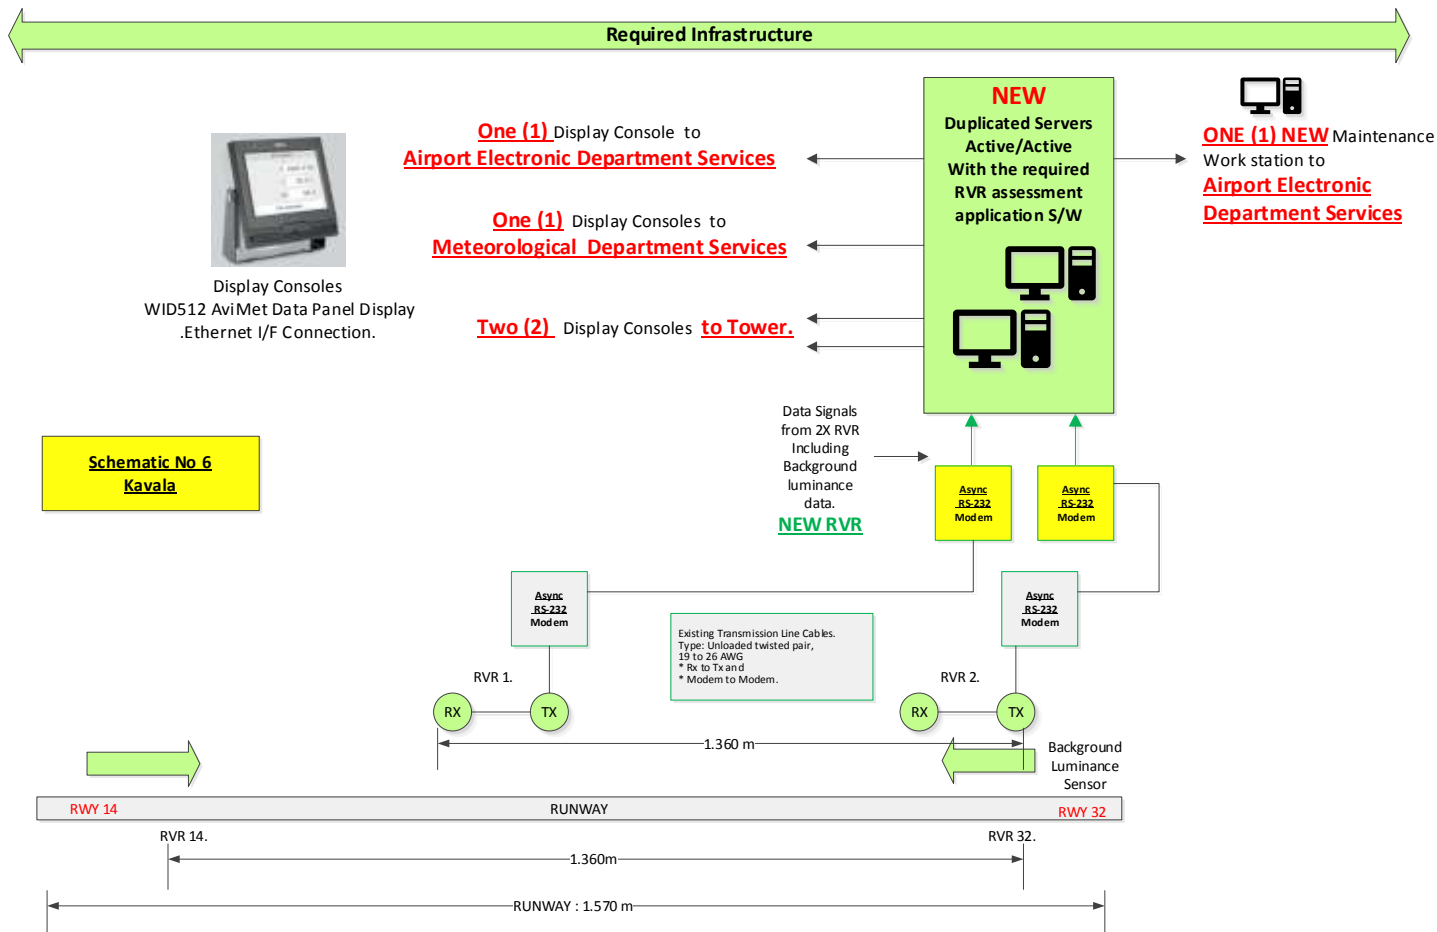 Required Infrastructure
NEW
Duplicated Servers
Active/Active
With the required
RVR assessment
application S/W
One (1) Display Console to
Airport Electronic Department Services
One (1) Display Consoles to
Meteorological Department Services
Two (2) Display Consoles to Tower.
ONE (1) NEW Maintenance
Work station to
Airport Electronic
Department Services
Display Consoles
WID512 AviMet Data Panel Display
.Ethernet I/F Connection.
Schematic No 6
Kavala
Data Signals
from 2X RVR
Including
Background
luminance
data.
NEW RVR
Async
RS-232
Modem
Async
RS-232
Modem
Async
RS-232
Modem
Async
RS-232
Modem
Existing Transmission Line Cables.
Type: Unloaded twisted pair,
19 to 26 AWG
* Rx to Tx and
* Modem to Modem.
RVR 1.
RX
TX
RVR 2.
RX
TX
1.360 m
Background
Luminance
Sensor
RWY 14
RUNWAY
RWY 32
RVR 14.
RVR 32.
1.360m
RUNWAY : 1.570 m